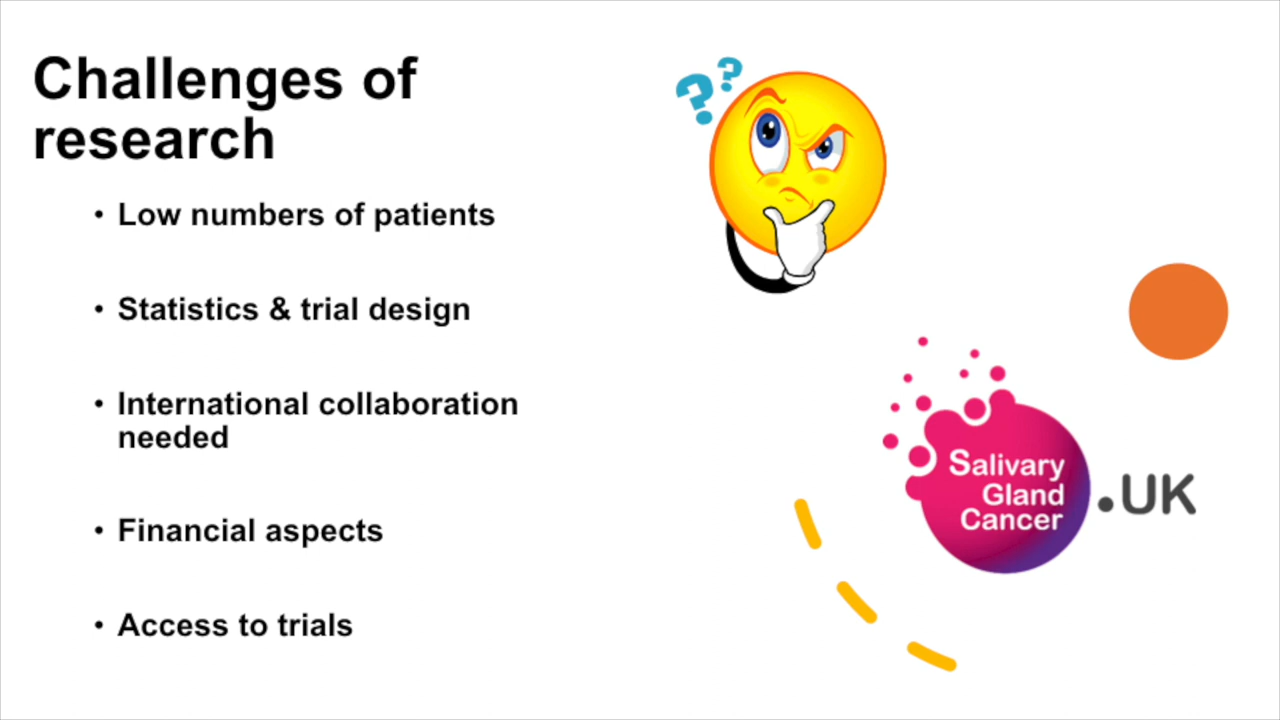 Challenges of
research
• Low numbers of patients
• Statistics & trial design
• International collaboration
needed
• Financial aspects
• Access to trials
? ?
Salivary
Gland
Cancer
.UK